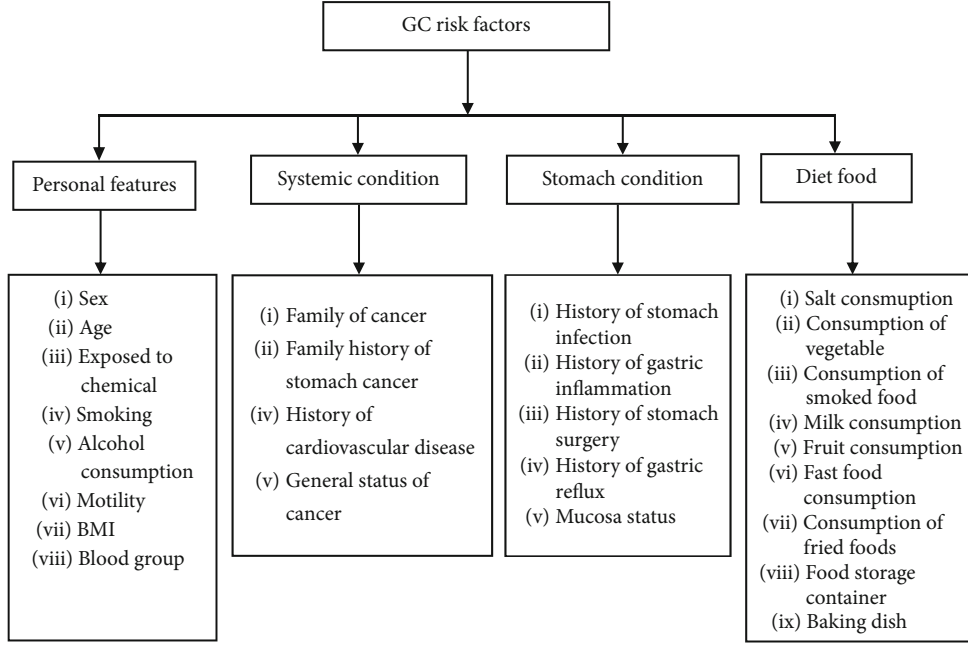 GC risk factors
Personal features
Systemic condition
Stomach condition
Diet food
(i) Sex
(ii) Age
(iii) Exposed to
chemical
(iv) Smoking
(v) Alcohol
consumption
(vi) Motility
(vii) BMI
(viii) Blood group
(i) Family of cancer
(ii) Family history of
stomach cancer
(iv) History of
cardiovascular disease
(v) General status of
cancer
(i) History of stomach
infection
(ii) History of gastric
inflammation
(iii) History of stomach
surgery
(iv) History of gastric
reflux
(v) Mucosa status
(i) Salt consmuption
(ii) Consumption of
vegetable
(iii) Consumption of
smoked food
(iv) Milk consumption
(v) Fruit consumption
(vi) Fast food
consumption
(vii) Consumption of
fried foods
(viii) Food storage
container
(ix) Baking dish